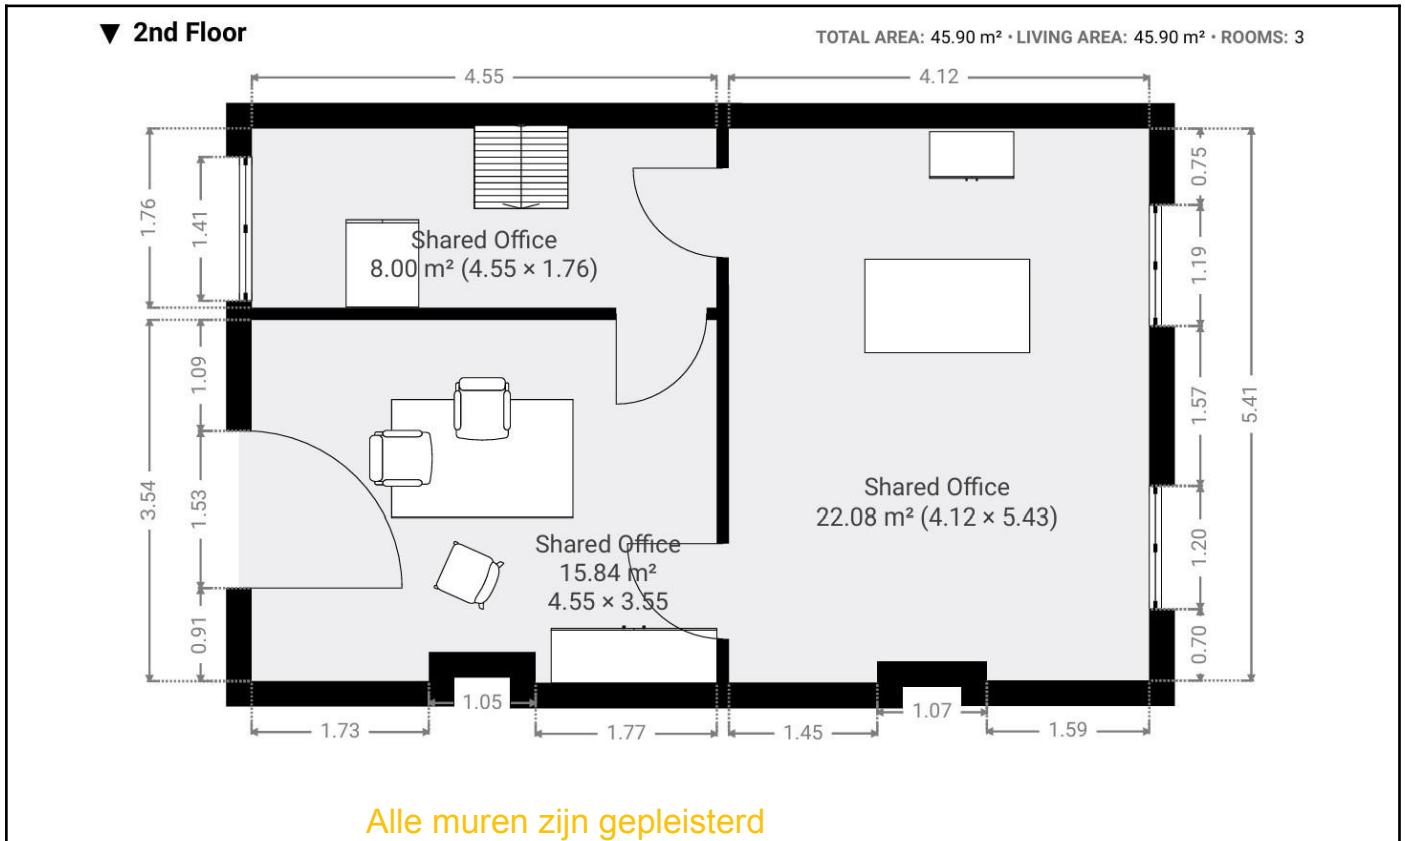 ▼ 2nd Floor
TOTAL AREA: 45.90 m² • LIVING AREA: 45.90 m² • ROOMS: 3
4.55
4.12
1.76
1.41
0.75
1.19
Shared Office
8.00 m² (4.55 × 1.76)
1.09
1.57
5.41
3.54
1.53
Shared Office
22.08 m² (4.12 × 5.43)
Shared Office
15.84 m²
4.55 × 3.55
1.20
0.91
0.70
1.05
1.07
1.73
1.77
1.45
1.59
Alle muren zijn gepleisterd